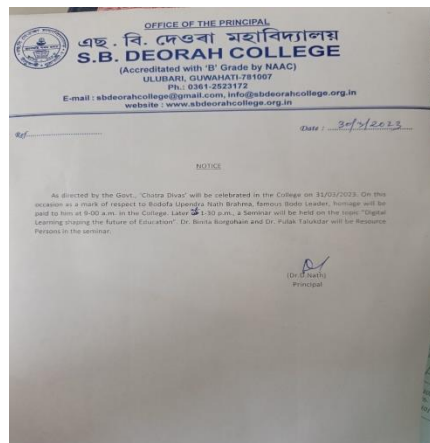 OFFICE OF THE PRINCIPAL
এছ. বি. দেওৰা মহাবিদ্যালয়
S.B. DEORAH COLLEGE
(Accredited with 'B' Grade by NAAC)
ULUBARI, GUWAHATI-781007
Ph.: 0361-2523172
E-mail : sbdeorahcollege@gmail.com, info@sbdeorahcollege.org.in
website : www.sbdeorahcollege.org.in
Ref
Date : 30/3/2023
NOTICE
As directed by the Govt., 'Chatra Divas' will be celebrated in the College on 31/03/2023. On this
occasion as a mark of respect to Bodofa Upendra Nath Brahma, famous Bodo Leader, homage will be
paid to him at 9-00 a.m. in the College. Later 1-30 p.m., a Seminar will be held on the topic "Digital
Learning shaping the future of Education". Dr. Binita Borgohain and Dr. Pulak Talukdar will be Resource
Persons in the seminar.
(Dr.D.Nath)
Principal